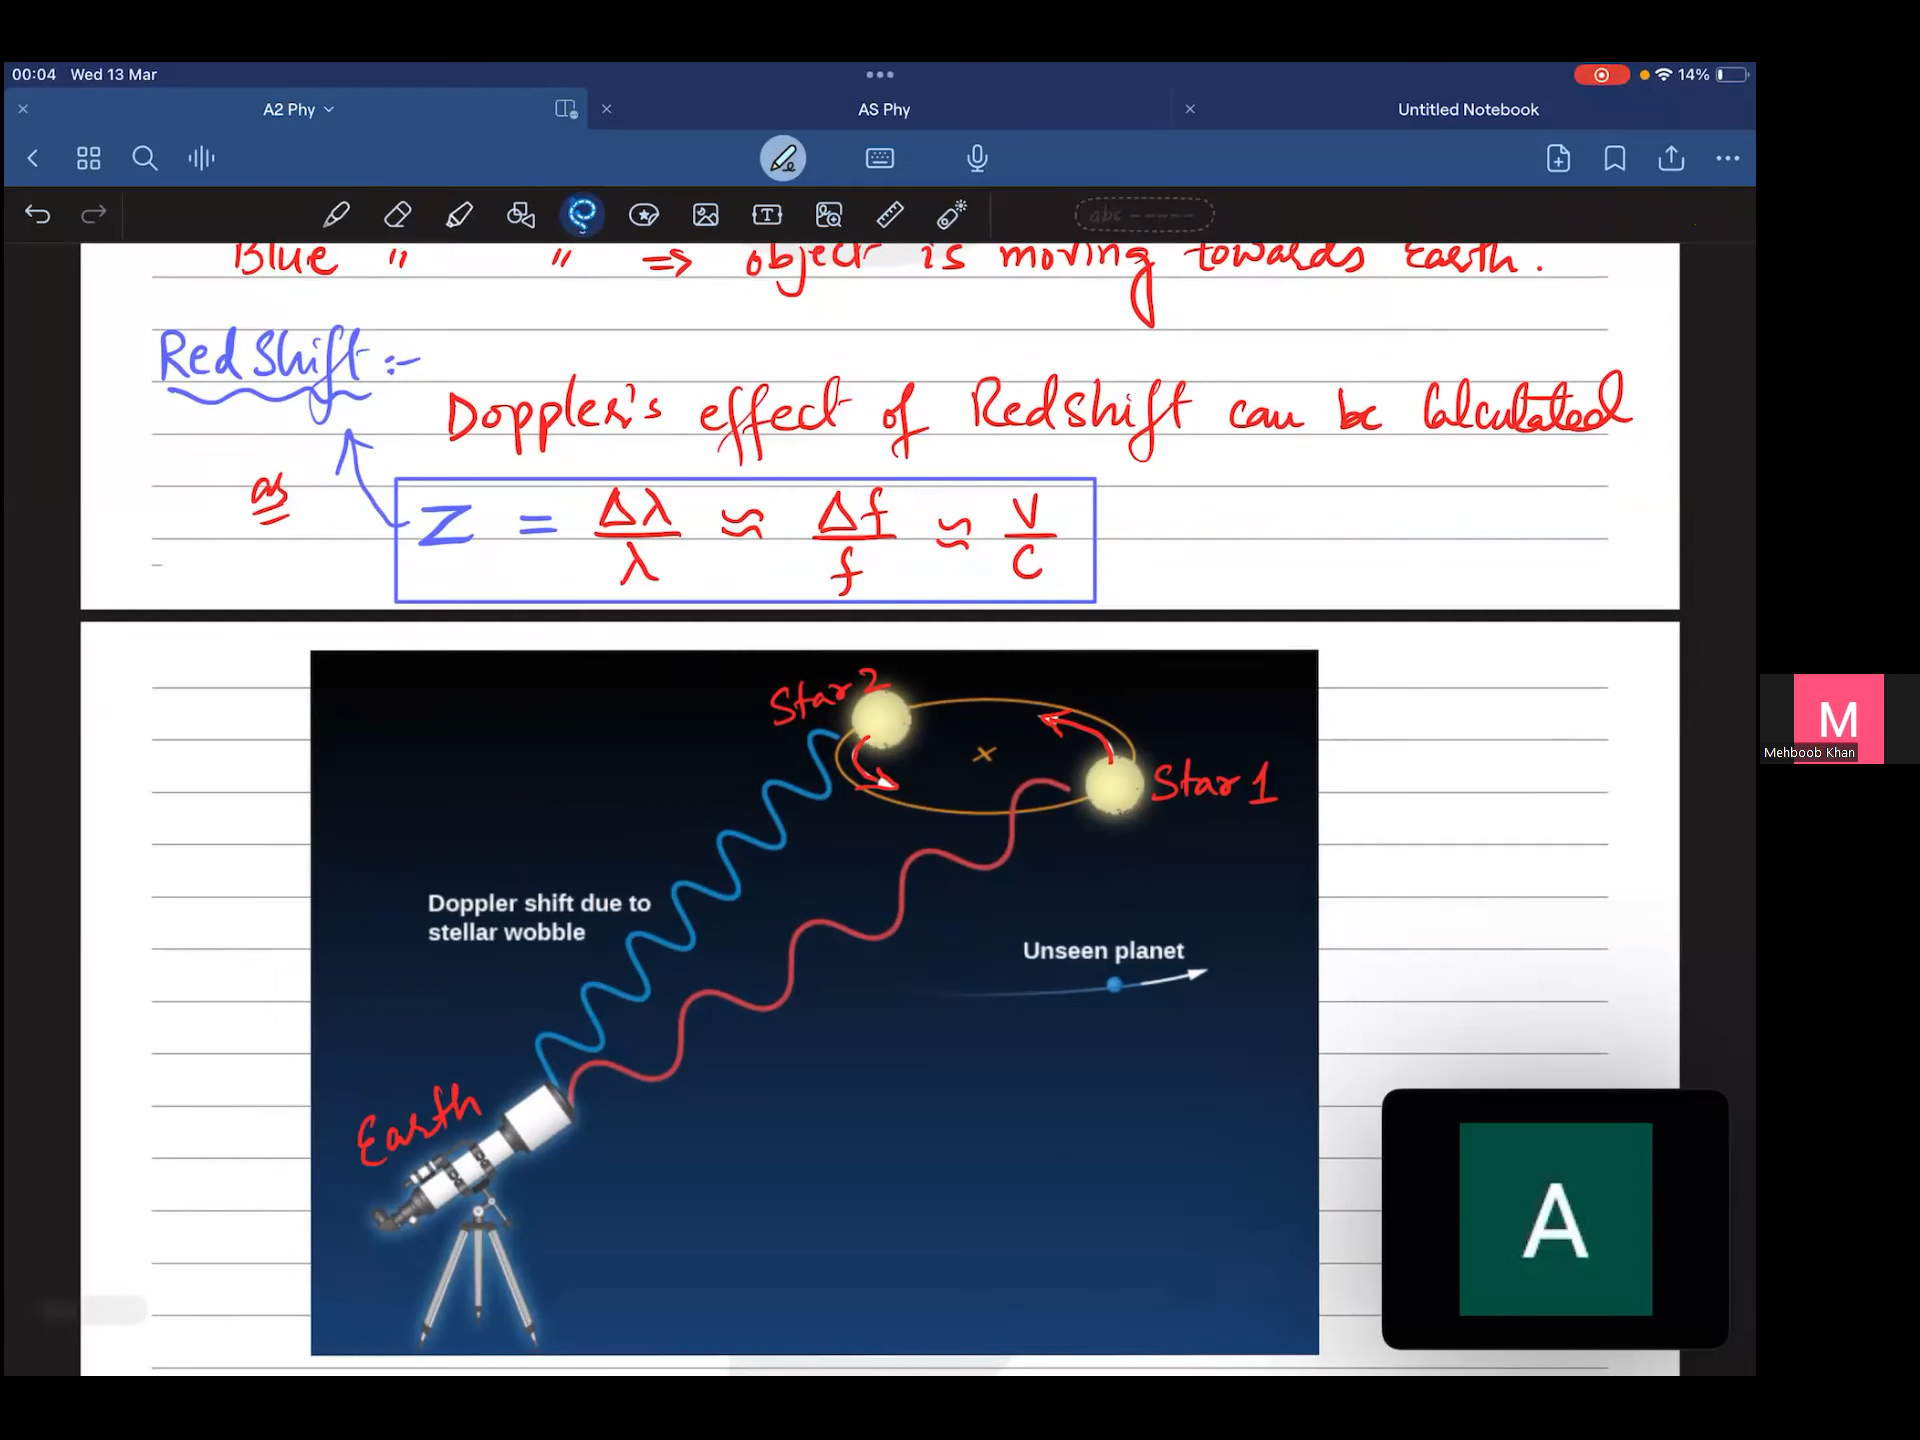 00:04 Wed 13 Mar
14%
A2 Phy
AS Phy
Untitled Notebook
abc
Blue " " => object is moving towards Earth.
Red Shift :-
Doppler's effect of Redshift can be Calculated
as
Z = Δλ/λ ≈ Δf/f ≈ v/c
Star 2
Star 1
Doppler shift due to
stellar wobble
Unseen planet
Earth
M
Mehboob Khan
A